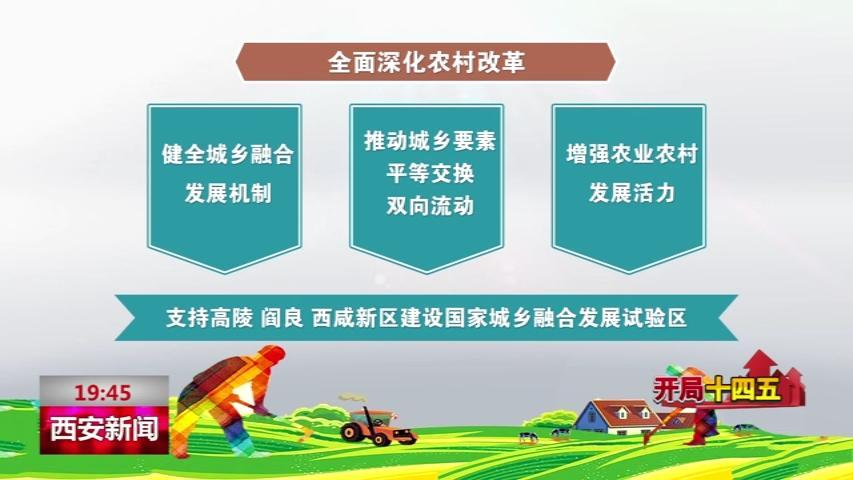 全面深化农村改革
健全城乡融合
发展机制
推动城乡要素
平等交换
双向流动
增强农业农村
发展活力
支持高陵 阎良 西咸新区建设国家城乡融合发展试验区
19:45
西安新闻
开局十四五